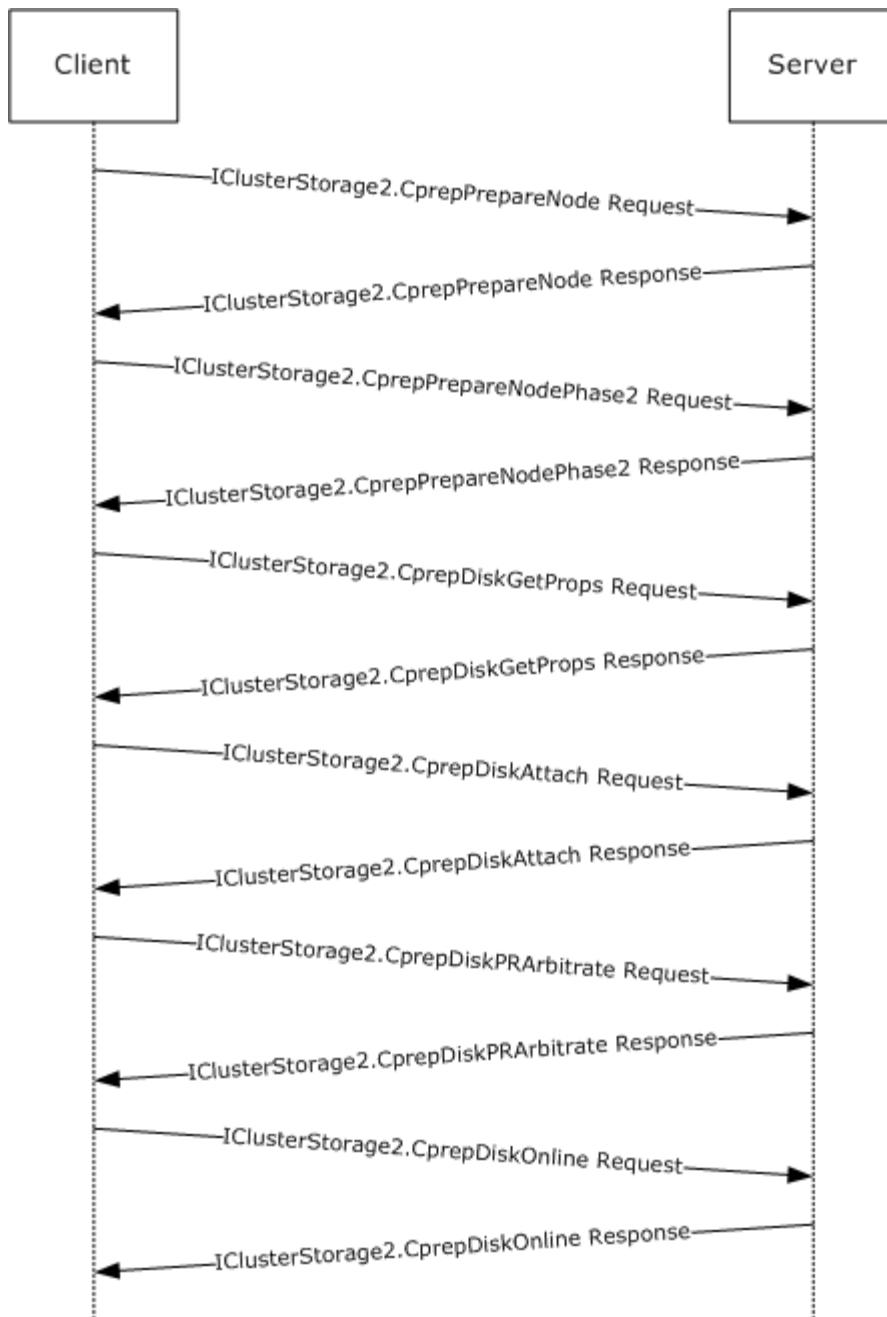 Client
Server
IClusterStorage2.CprepPrepareNode Request
IClusterStorage2.CprepPrepareNode Response
IClusterStorage2.CprepPrepareNodePhase2 Request
IClusterStorage2.CprepPrepareNodePhase2 Response
IClusterStorage2.CprepDiskGetProps Request
IClusterStorage2.CprepDiskGetProps Response
IClusterStorage2.CprepDiskAttach Request
IClusterStorage2.CprepDiskAttach Response
IClusterStorage2.CprepDiskPRArbitrate Request
IClusterStorage2.CprepDiskPRArbitrate Response
IClusterStorage2.CprepDiskOnline Request
IClusterStorage2.CprepDiskOnline Response